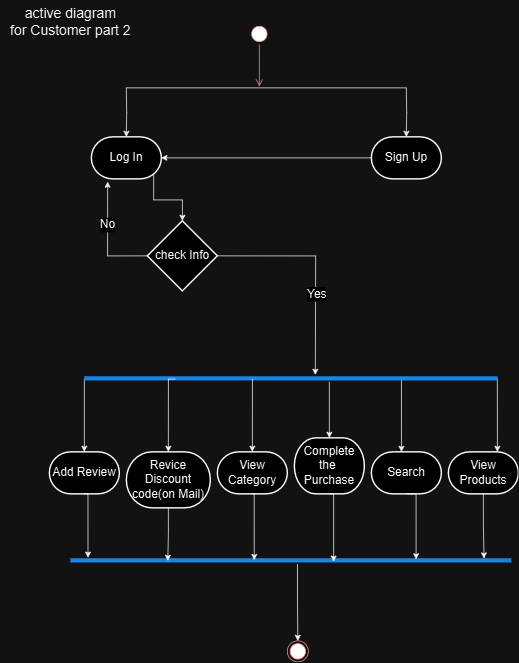 active diagram
for Customer part 2
Log In
Sign Up
No
check Info
Yes
Add Review
Revice
Discount
code(on Mail)
View
Category
Complete
the
Purchase
Search
View
Products